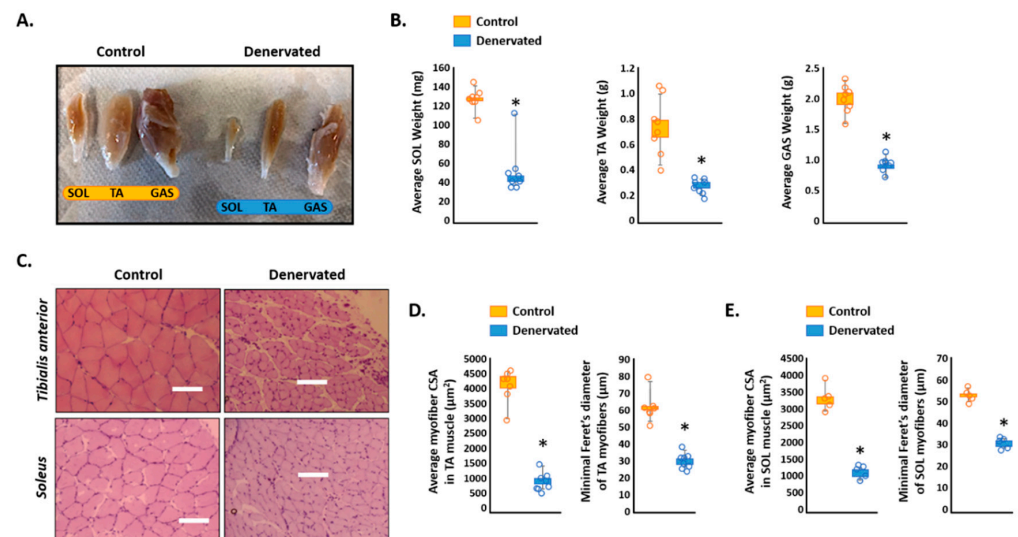 A.
Control
Denervated
SOL TA GAS
SOL TA GAS
B.
Control
Denervated
Average SOL Weight (mg)
160
140
120
100
80
60
40
20
0
*
Average TA Weight (g)
1.2
1.0
0.8
0.6
0.4
0.2
0
*
Average GAS Weight (g)
2.5
2.0
1.5
1.0
0.5
0
*
C.
Control
Denervated
Tibialis anterior
Soleus
D.
Control
Denervated
Average myofiber CSA
in TA muscle (µm²)
5000
4500
4000
3500
3000
2500
2000
1500
1000
500
0
*
Minimal Feret's diameter
of TA myofibers (µm)
90
80
70
60
50
40
30
20
10
0
*
E.
Control
Denervated
Average myofiber CSA
in SOL muscle (µm²)
4500
4000
3500
3000
2500
2000
1500
1000
500
0
*
Minimal Feret's diameter
of SOL myofibers (µm)
70
60
50
40
30
20
10
0
*